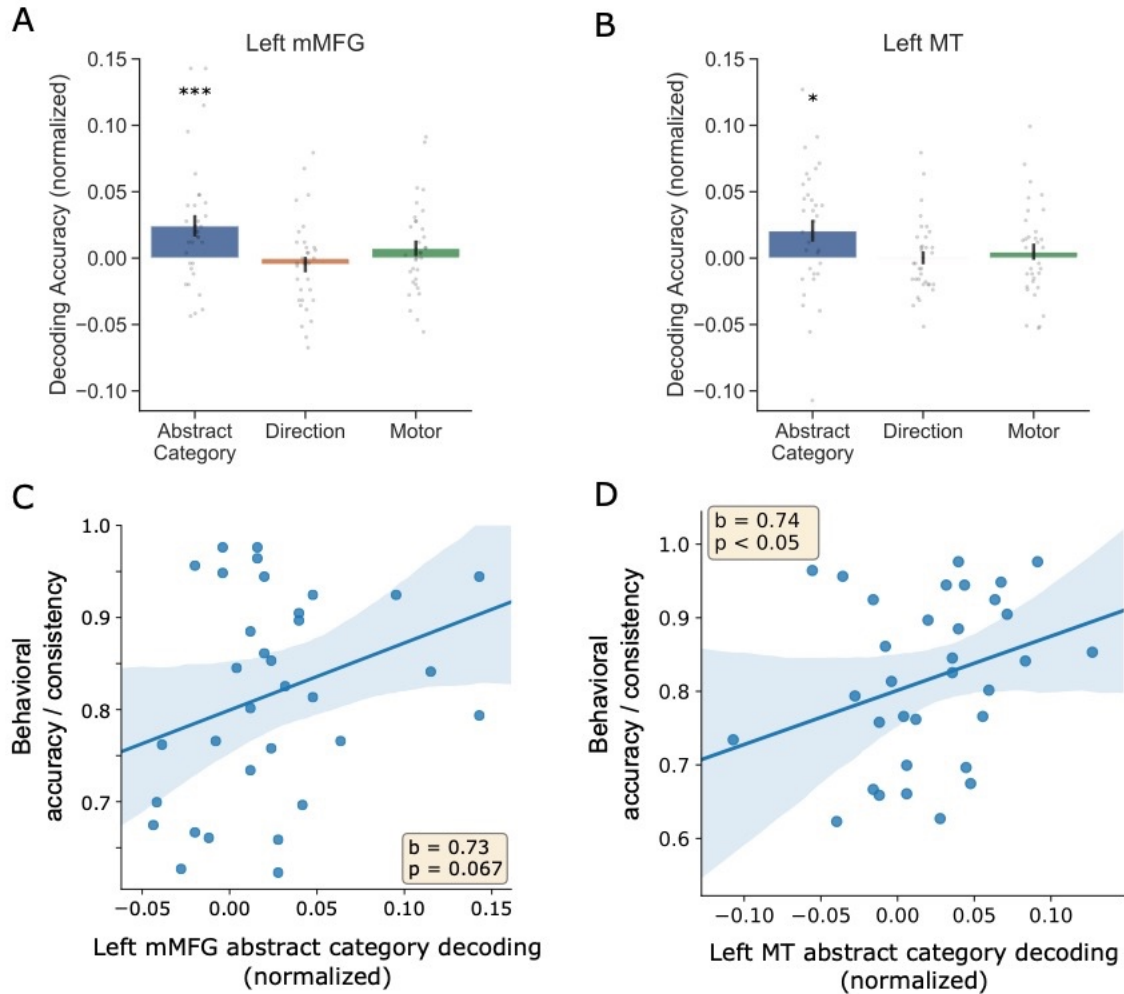 A
Left mMFG
Decoding Accuracy (normalized)
0.15
0.10
0.05
0.00
−0.05
−0.10
***
Abstract
Category
Direction
Motor
B
Left MT
Decoding Accuracy (normalized)
0.15
0.10
0.05
0.00
−0.05
−0.10
*
Abstract
Category
Direction
Motor
C
Behavioral
accuracy / consistency
1.0
0.9
0.8
0.7
b = 0.73
p = 0.067
−0.05
0.00
0.05
0.10
0.15
Left mMFG abstract category decoding
(normalized)
D
Behavioral
accuracy / consistency
b = 0.74
p < 0.05
1.0
0.9
0.8
0.7
0.6
−0.10
−0.05
0.00
0.05
0.10
Left MT abstract category decoding
(normalized)